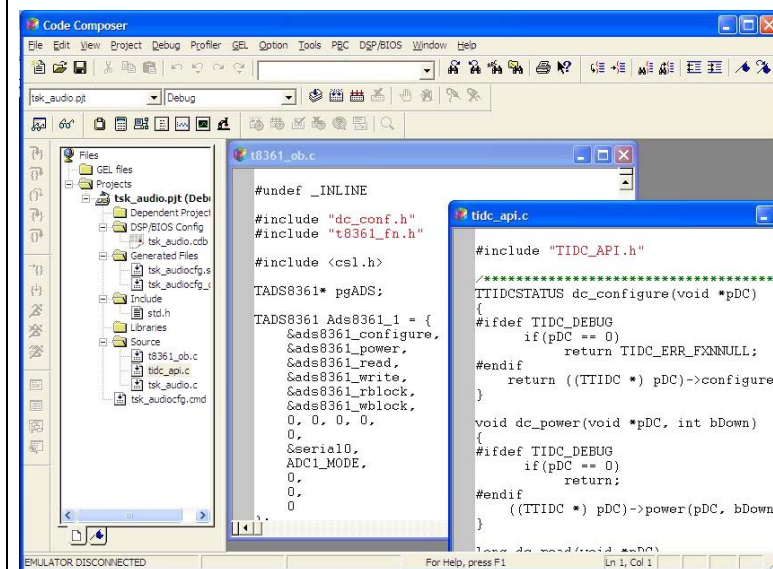 Code Composer
File Edit View Project Debug Profiler GEL Option Tools PBC DSP/BIOS Window Help
tsk_audio.pjt Debug
Files
GEL files
Projects
tsk_audio.pjt (Deb
Dependent Project
DSP/BIOS Config
tsk_audio.cdb
Generated Files
tsk_audiocfg.s
tsk_audiocfg_c
Include
std.h
Libraries
Source
t8361_ob.c
tidc_api.c
tsk_audio.c
tsk_audiocfg.cmd
t8361_ob.c
#undef _INLINE
#include "dc_conf.h"
#include "t8361_fn.h"
#include <csl.h>
TADS8361* pgADS;
TADS8361 Ads8361_1 = {
&ads8361_configure,
&ads8361_power,
&ads8361_read,
&ads8361_write,
&ads8361_rblock,
&ads8361_wblock,
0, 0, 0, 0,
0,
&serial0,
ADC1_MODE,
0,
0,
0
};
tidc_api.c
#include "TIDC_API.h"
/**********************************
TTIDCSTATUS dc_configure(void *pDC)
{
#ifdef TIDC_DEBUG
if(pDC == 0)
return TIDC_ERR_FXNNULL;
#endif
return ((TTIDC *) pDC)->configure
}
void dc_power(void *pDC, int bDown)
{
#ifdef TIDC_DEBUG
if(pDC == 0)
return;
#endif
((TTIDC *) pDC)->power(pDC, bDown
}
long dc_read(void *pDC)
EMULATOR DISCONNECTED For Help, press F1 Ln 1, Col 1